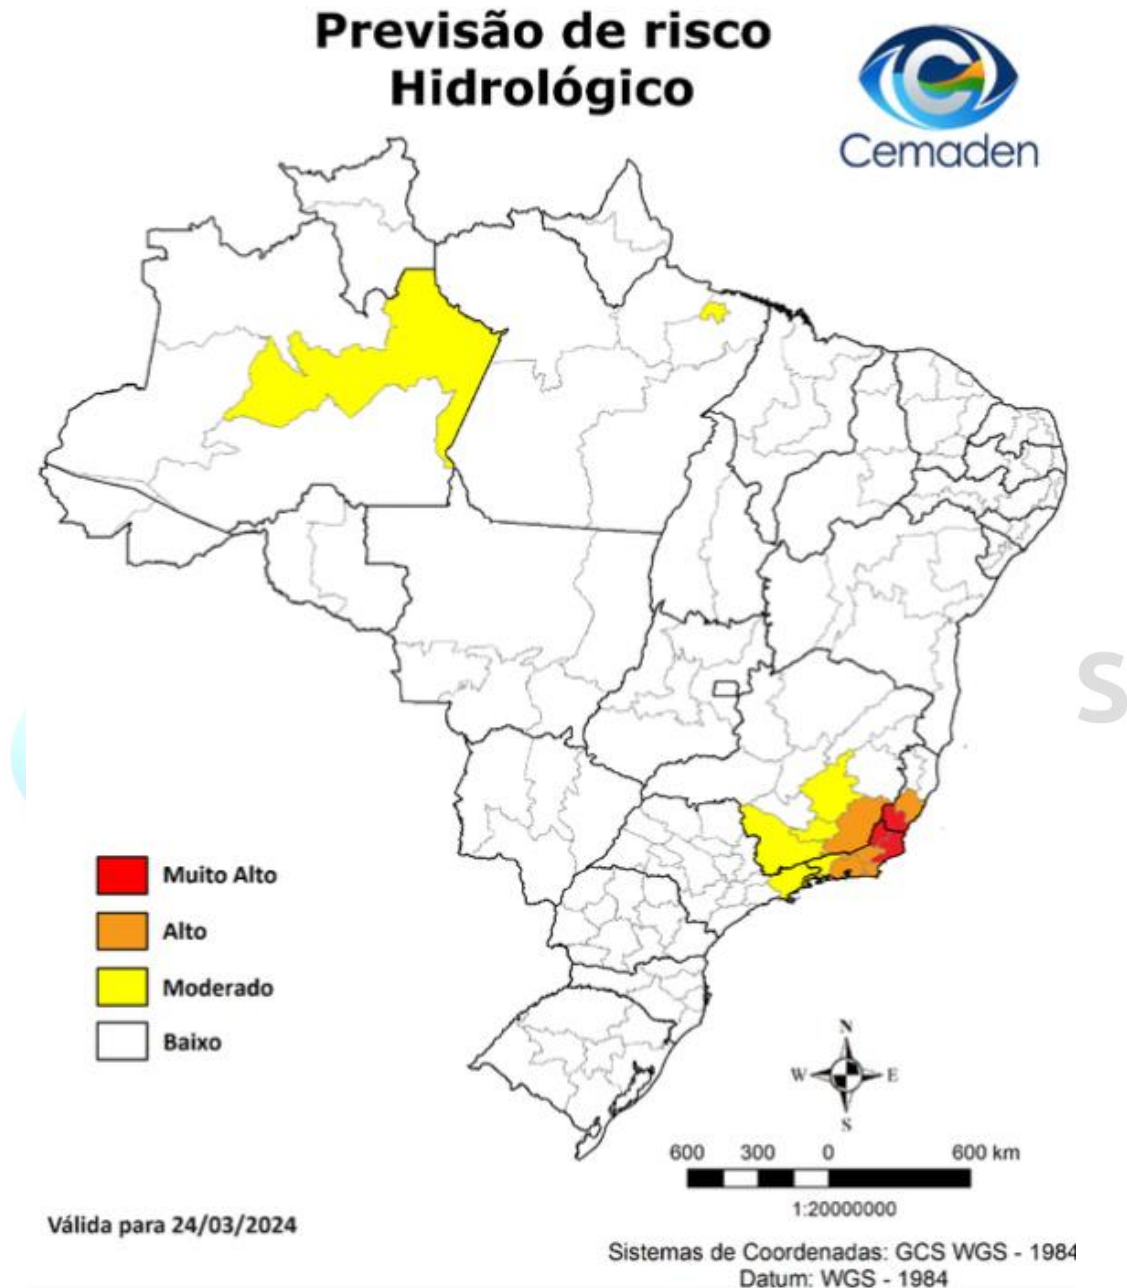 Previsão de risco
Hidrológico
Cemaden
S
Muito Alto
Alto
Moderado
Baixo
N
W E
S
600 300 0 600 km
1:20000000
Válida para 24/03/2024
Sistemas de Coordenadas: GCS WGS - 1984
Datum: WGS - 1984